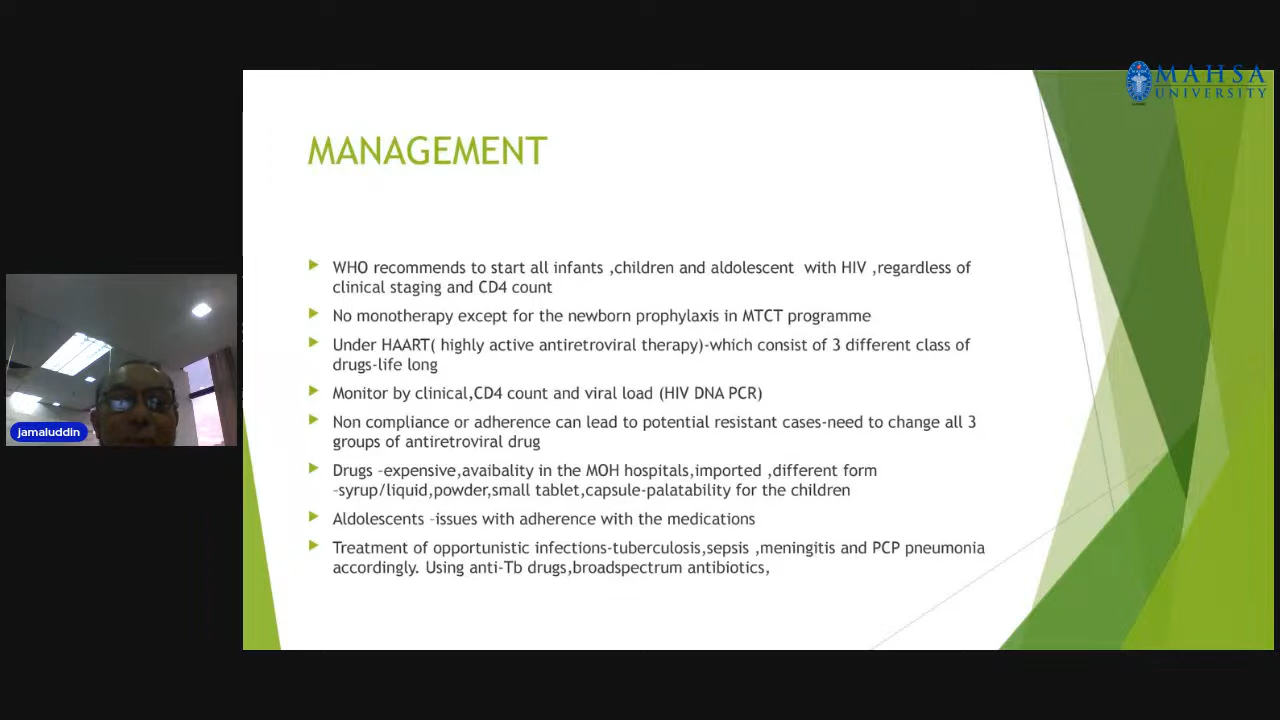 MAHSA
UNIVERSITY
MANAGEMENT
WHO recommends to start all infants ,children and aldolescent with HIV ,regardless of
clinical staging and CD4 count
No monotherapy except for the newborn prophylaxis in MTCT programme
Under HAART( highly active antiretroviral therapy)-which consist of 3 different class of
drugs-life long
Monitor by clinical,CD4 count and viral load (HIV DNA PCR)
Non compliance or adherence can lead to potential resistant cases-need to change all 3
groups of antiretroviral drug
Drugs -expensive,avaibality in the MOH hospitals,imported ,different form
-syrup/liquid,powder,small tablet,capsule-palatability for the children
Aldolescents -issues with adherence with the medications
Treatment of opportunistic infections-tuberculosis,sepsis ,meningitis and PCP pneumonia
accordingly. Using anti-Tb drugs,broadspectrum antibiotics,
jamaluddin